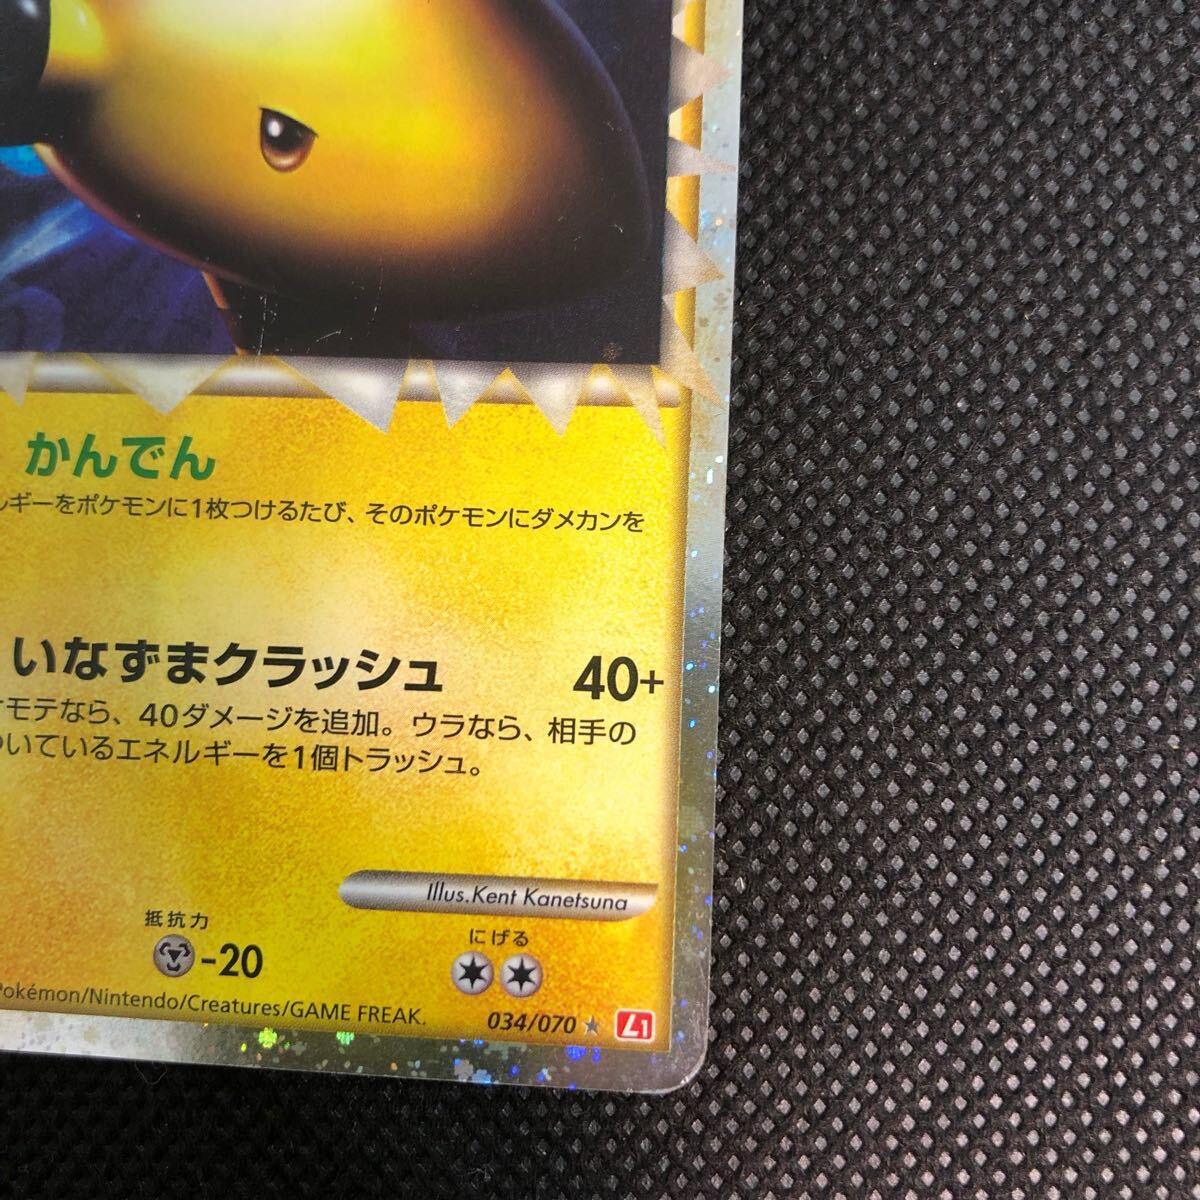 かんでん
ルギーをポケモンに1枚つけるたび、そのポケモンにダメカンを
いなずまクラッシュ 40+
モテなら、40ダメージを追加。ウラなら、相手の
ついているエネルギーを1個トラッシュ。
Illus.Kent Kanetsuna
抵抗力 にげる
-20
Pokémon/Nintendo/Creatures/GAME FREAK.
034/070 ★ L1